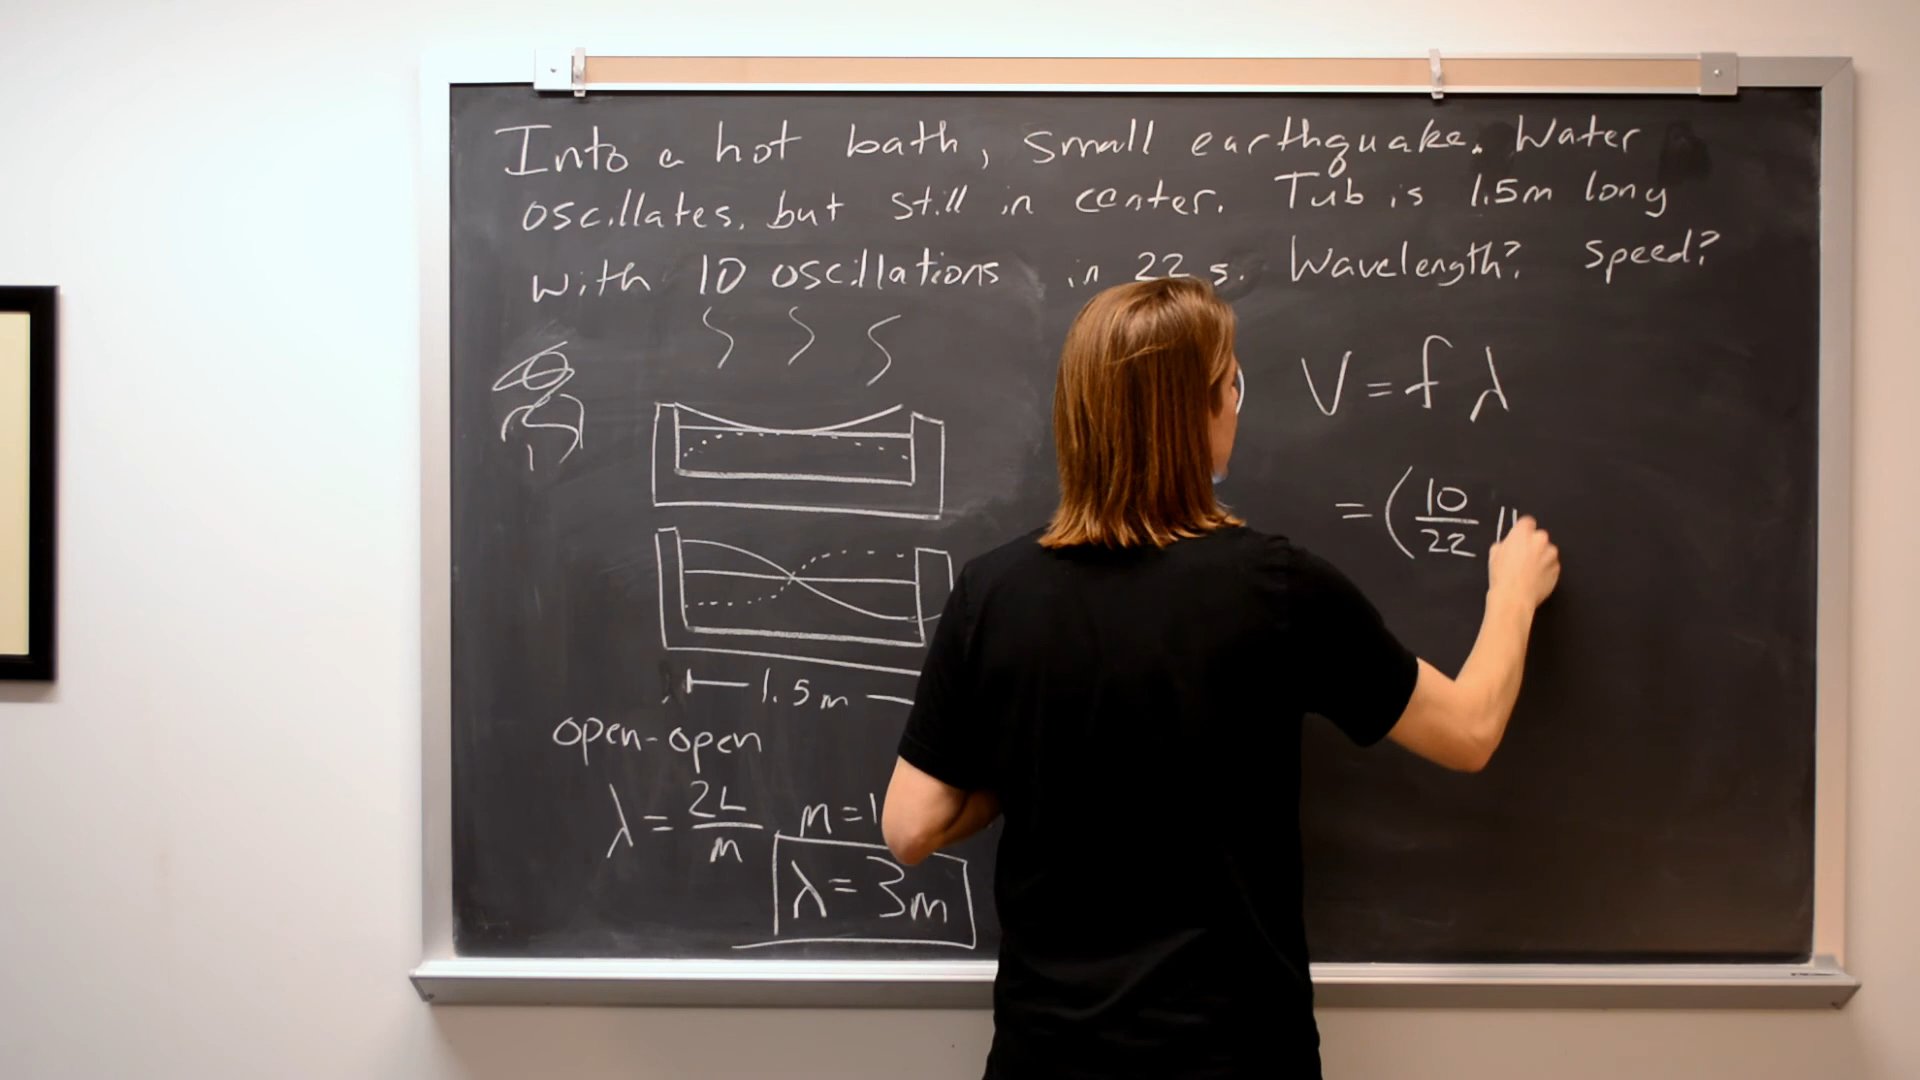 Into a hot bath, small earthquake. Water
oscillates, but still in center. Tub is 1.5m long
with 10 oscillations in 22 s. Wavelength? Speed?
1.5m
open-open
λ = 2L/m m=1
λ = 3m
V = f λ
= (10/22